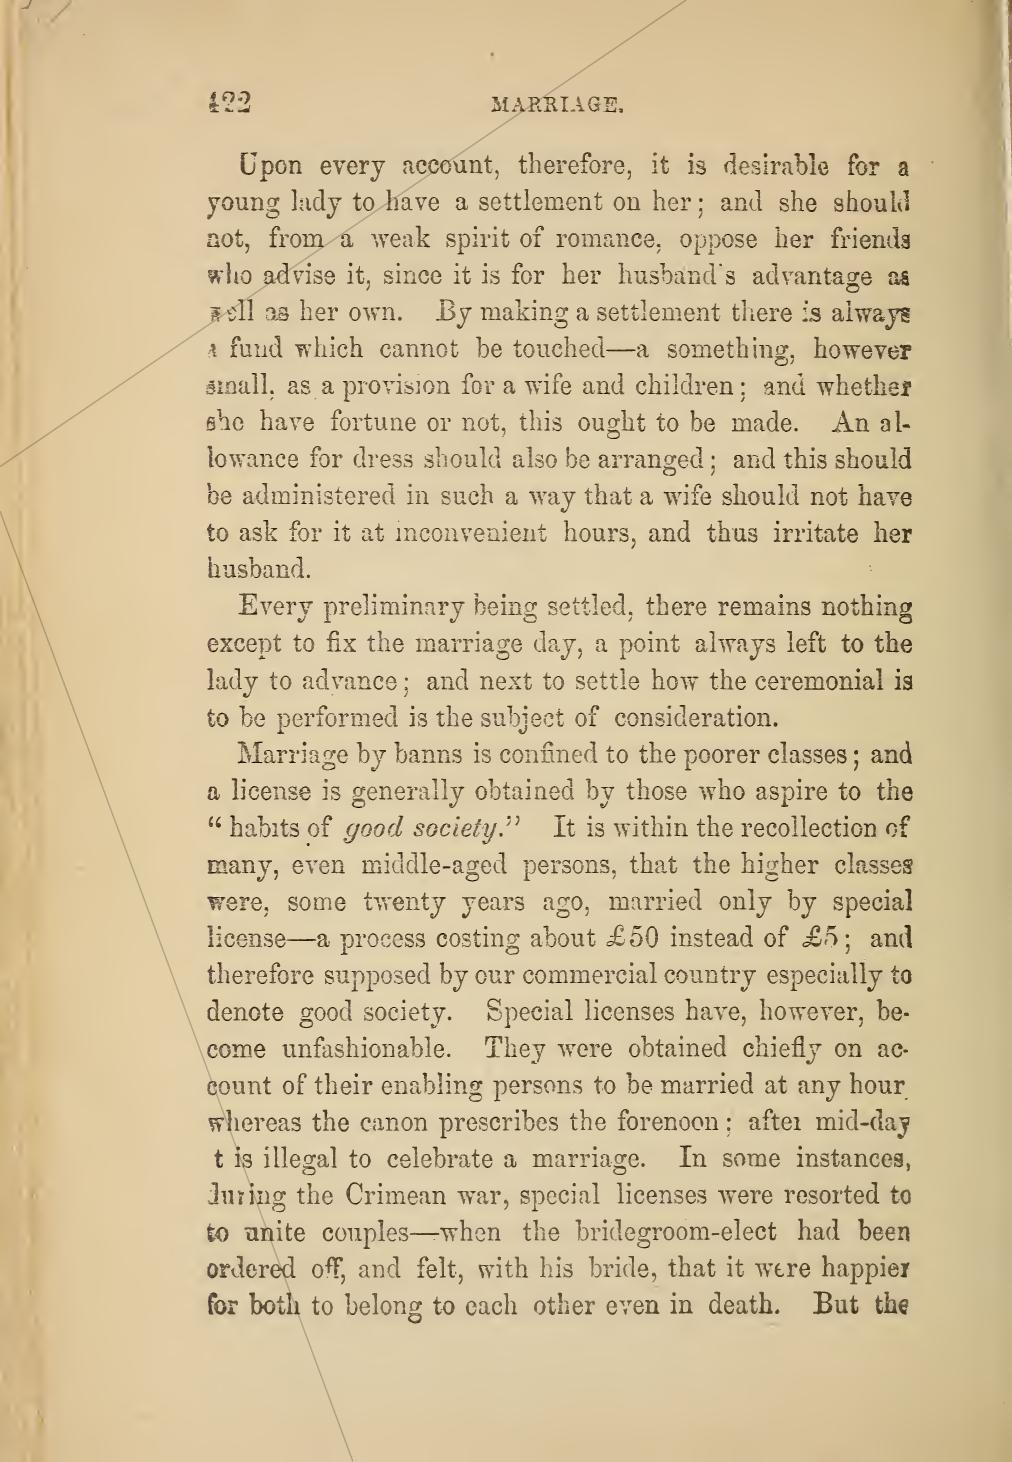 422 MARRIAGE.
Upon every account, therefore, it is desirable for a
young lady to have a settlement on her; and she should
not, from a weak spirit of romance, oppose her friends
who advise it, since it is for her husband's advantage as
well as her own. By making a settlement there is always
a fund which cannot be touched—a something, however
small, as a provision for a wife and children; and whether
she have fortune or not, this ought to be made. An al-
lowance for dress should also be arranged; and this should
be administered in such a way that a wife should not have
to ask for it at inconvenient hours, and thus irritate her
husband.
Every preliminary being settled, there remains nothing
except to fix the marriage day, a point always left to the
lady to advance; and next to settle how the ceremonial is
to be performed is the subject of consideration.
Marriage by banns is confined to the poorer classes; and
a license is generally obtained by those who aspire to the
“habits of good society.” It is within the recollection of
many, even middle-aged persons, that the higher classes
were, some twenty years ago, married only by special
license—a process costing about £50 instead of £5; and
therefore supposed by our commercial country especially to
denote good society. Special licenses have, however, be-
come unfashionable. They were obtained chiefly on ac-
count of their enabling persons to be married at any hour
whereas the canon prescribes the forenoon; after mid-day
t is illegal to celebrate a marriage. In some instances,
during the Crimean war, special licenses were resorted to
to unite couples—when the bridegroom-elect had been
ordered off, and felt, with his bride, that it were happier
for both to belong to each other even in death. But the